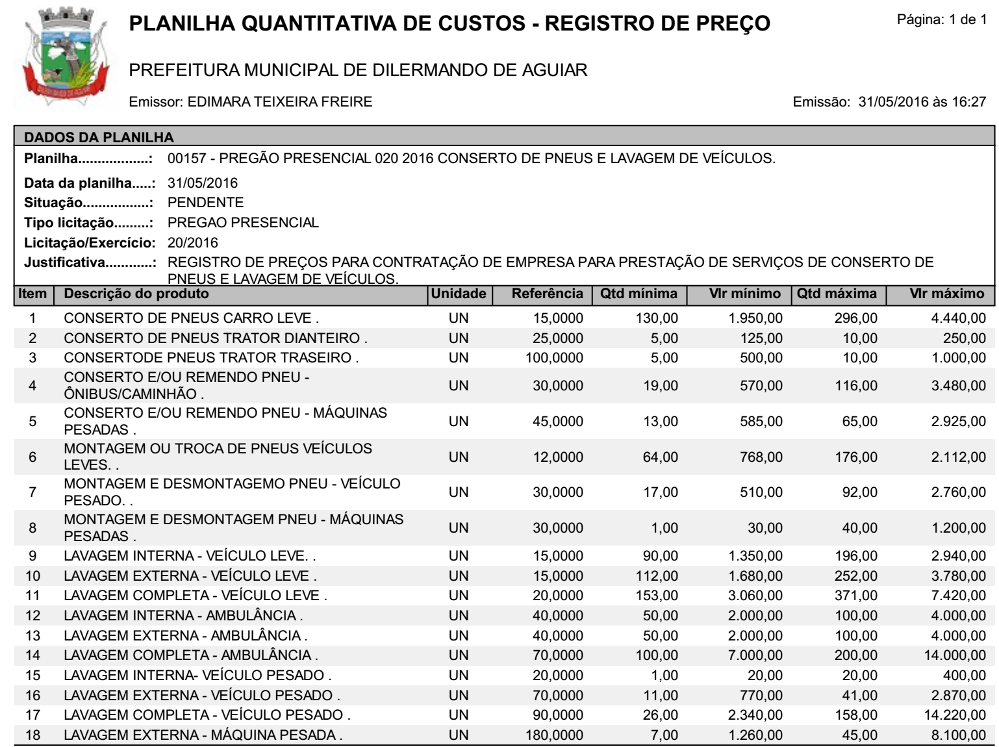 PLANILHA QUANTITATIVA DE CUSTOS - REGISTRO DE PREÇO
Página: 1 de 1
PREFEITURA MUNICIPAL DE DILERMANDO DE AGUIAR
Emissor: EDIMARA TEIXEIRA FREIRE
Emissão: 31/05/2016 às 16:27
DILERMANDO DE AGUIAR
DADOS DA PLANILHA
Planilha..................: 00157 - PREGÃO PRESENCIAL 020 2016 CONSERTO DE PNEUS E LAVAGEM DE VEÍCULOS.
Data da planilha.....: 31/05/2016
Situação.................: PENDENTE
Tipo licitação.........: PREGAO PRESENCIAL
Licitação/Exercício: 20/2016
Justificativa............: REGISTRO DE PREÇOS PARA CONTRATAÇÃO DE EMPRESA PARA PRESTAÇÃO DE SERVIÇOS DE CONSERTO DE
PNEUS E LAVAGEM DE VEÍCULOS.
Item Descrição do produto Unidade Referência Qtd mínima Vlr mínimo Qtd máxima Vlr máximo
1 CONSERTO DE PNEUS CARRO LEVE . UN 15,0000 130,00 1.950,00 296,00 4.440,00
2 CONSERTO DE PNEUS TRATOR DIANTEIRO . UN 25,0000 5,00 125,00 10,00 250,00
3 CONSERTODE PNEUS TRATOR TRASEIRO . UN 100,0000 5,00 500,00 10,00 1.000,00
CONSERTO E/OU REMENDO PNEU -
4 ÔNIBUS/CAMINHÃO . UN 30,0000 19,00 570,00 116,00 3.480,00
CONSERTO E/OU REMENDO PNEU - MÁQUINAS
5 PESADAS . UN 45,0000 13,00 585,00 65,00 2.925,00
MONTAGEM OU TROCA DE PNEUS VEÍCULOS
6 LEVES. . UN 12,0000 64,00 768,00 176,00 2.112,00
MONTAGEM E DESMONTAGEMO PNEU - VEÍCULO
7 PESADO. . UN 30,0000 17,00 510,00 92,00 2.760,00
MONTAGEM E DESMONTAGEM PNEU - MÁQUINAS
8 PESADAS . UN 30,0000 1,00 30,00 40,00 1.200,00
9 LAVAGEM INTERNA - VEÍCULO LEVE. . UN 15,0000 90,00 1.350,00 196,00 2.940,00
10 LAVAGEM EXTERNA - VEÍCULO LEVE . UN 15,0000 112,00 1.680,00 252,00 3.780,00
11 LAVAGEM COMPLETA - VEÍCULO LEVE . UN 20,0000 153,00 3.060,00 371,00 7.420,00
12 LAVAGEM INTERNA - AMBULÂNCIA . UN 40,0000 50,00 2.000,00 100,00 4.000,00
13 LAVAGEM EXTERNA - AMBULÂNCIA . UN 40,0000 50,00 2.000,00 100,00 4.000,00
14 LAVAGEM COMPLETA - AMBULÂNCIA . UN 70,0000 100,00 7.000,00 200,00 14.000,00
15 LAVAGEM INTERNA- VEÍCULO PESADO . UN 20,0000 1,00 20,00 20,00 400,00
16 LAVAGEM EXTERNA - VEÍCULO PESADO . UN 70,0000 11,00 770,00 41,00 2.870,00
17 LAVAGEM COMPLETA - VEÍCULO PESADO . UN 90,0000 26,00 2.340,00 158,00 14.220,00
18 LAVAGEM EXTERNA - MÁQUINA PESADA . UN 180,0000 7,00 1.260,00 45,00 8.100,00